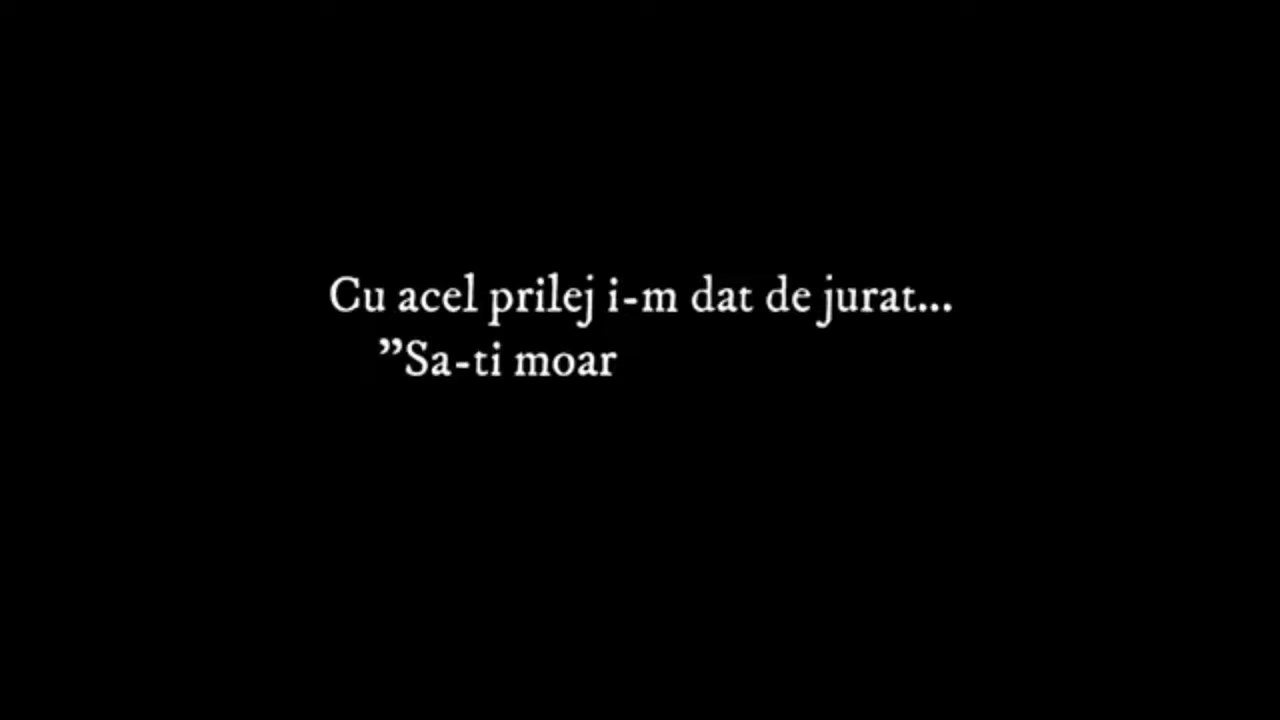 Cu acel prilej i-m dat de jurat...
”Sa-ti moar